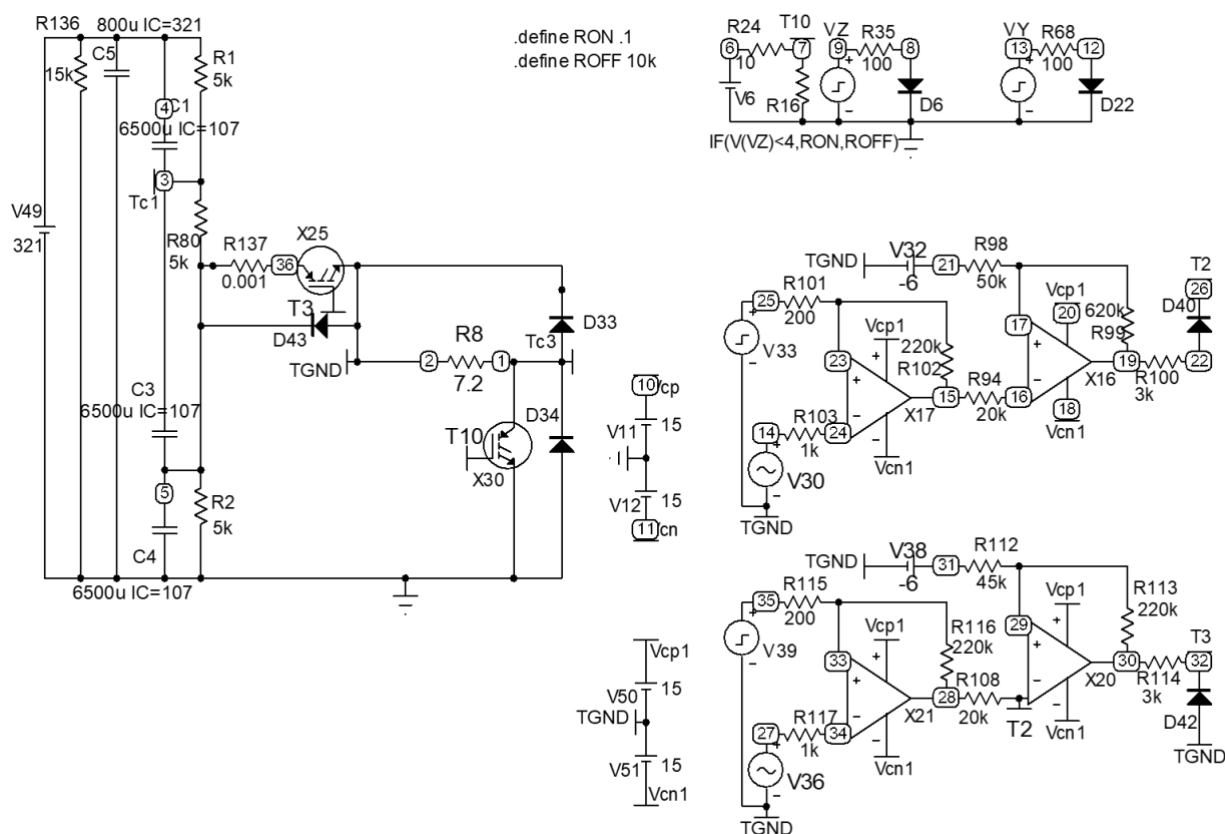 R136
800u IC=321
C5
15k
R1
5k
4
C1
6500u IC=107
3
Tc1
V49
321
R80
5k
R137
0.001
36
X25
T3
D43
TGND
2
R8
7.2
1
D33
Tc3
C3
6500u IC=107
T10
X30
D34
5
R2
5k
C4
6500u IC=107
.define RON .1
.define ROFF 10k
R24
T10
6
10
7
V6
R16
VZ
9
R35
100
8
D6
VY
13
R68
100
12
D22
IF(V(VZ)<4,RON,ROFF)
10
cp
V11
15
V12
15
11
cn
Vcp1
V50
15
TGND
V51
15
Vcn1
TGND
V32
-6
21
R98
50k
T2
26
D40
25
R101
200
V33
Vcp1
20
620k
R99
17
Vcp1
220k
R102
23
15
R94
20k
16
X16
19
R100
3k
22
X17
14
R103
1k
24
Vcn1
18
Vcn1
V30
TGND
TGND
V38
-6
31
R112
45k
35
R115
200
V39
Vcp1
R113
220k
29
Vcp1
R116
220k
33
28
R108
20k
T2
X20
30
R114
3k
T3
32
D42
TGND
X21
27
R117
1k
34
Vcn1
Vcn1
V36
TGND